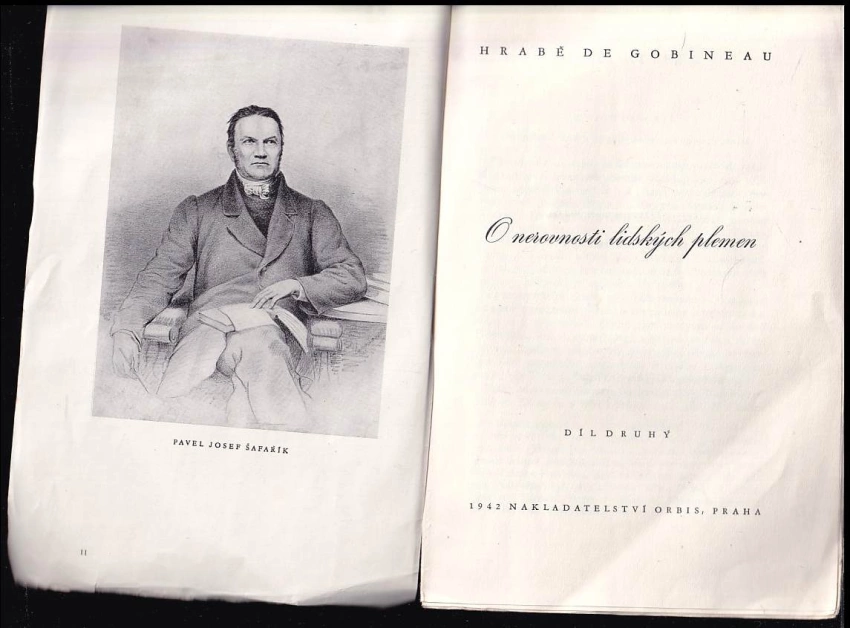 PAVEL JOSEF ŠAFAŘÍK
II
HRABĚ DE GOBINEAU
O nerovnosti lidských plemen
DÍL DRUHÝ
1942 NAKLADATELSTVÍ ORBIS, PRAHA